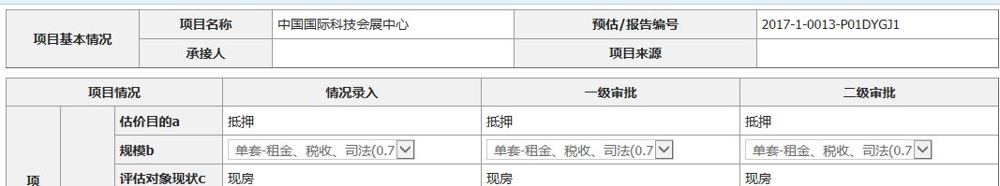 项目基本情况 项目名称 中国国际科技会展中心 预估/报告编号 2017-1-0013-P01DYGJ1
承接人 项目来源
项目情况 情况录入 一级审批 二级审批
估价目的a 抵押 抵押 抵押
规模b 单套-租金、税收、司法(0.7 单套-租金、税收、司法(0.7 单套-租金、税收、司法(0.7
项 评估对象现状c 现房 现房 现房